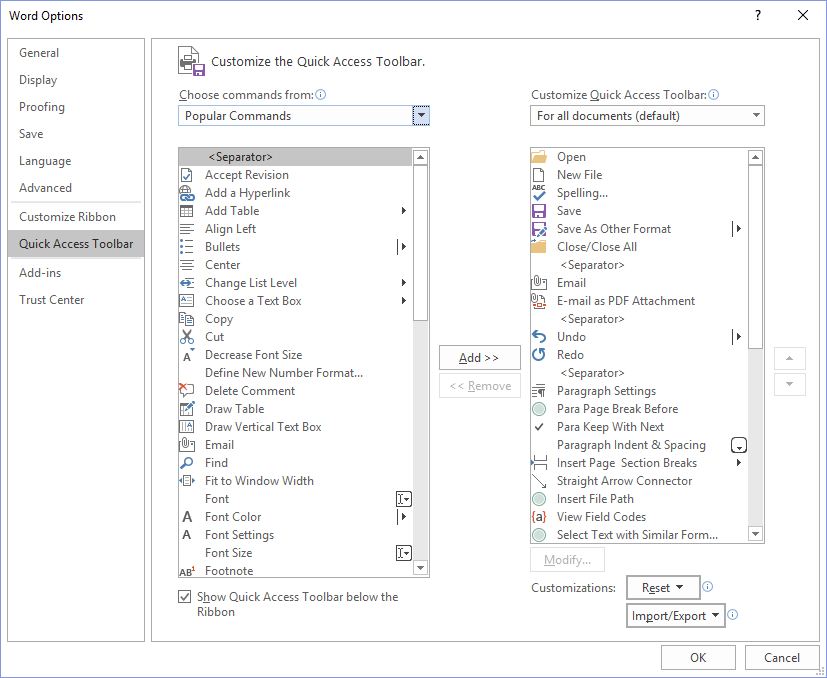 Word Options
?
General
Display
Proofing
Save
Language
Advanced
Customize Ribbon
Quick Access Toolbar
Add-ins
Trust Center
Customize the Quick Access Toolbar.
Choose commands from:
Popular Commands
<Separator>
Accept Revision
Add a Hyperlink
Add Table
Align Left
Bullets
Center
Change List Level
Choose a Text Box
Copy
Cut
Decrease Font Size
Define New Number Format...
Delete Comment
Draw Table
Draw Vertical Text Box
Email
Find
Fit to Window Width
Font
Font Color
Font Settings
Font Size
Footnote
Show Quick Access Toolbar below the
Ribbon
Add >>
<< Remove
Customize Quick Access Toolbar:
For all documents (default)
Open
New File
Spelling...
Save
Save As Other Format
Close/Close All
<Separator>
Email
E-mail as PDF Attachment
<Separator>
Undo
Redo
<Separator>
Paragraph Settings
Para Page Break Before
Para Keep With Next
Paragraph Indent & Spacing
Insert Page  Section Breaks
Straight Arrow Connector
Insert File Path
View Field Codes
Select Text with Similar Form...
Modify...
Customizations:
Reset
Import/Export
OK
Cancel